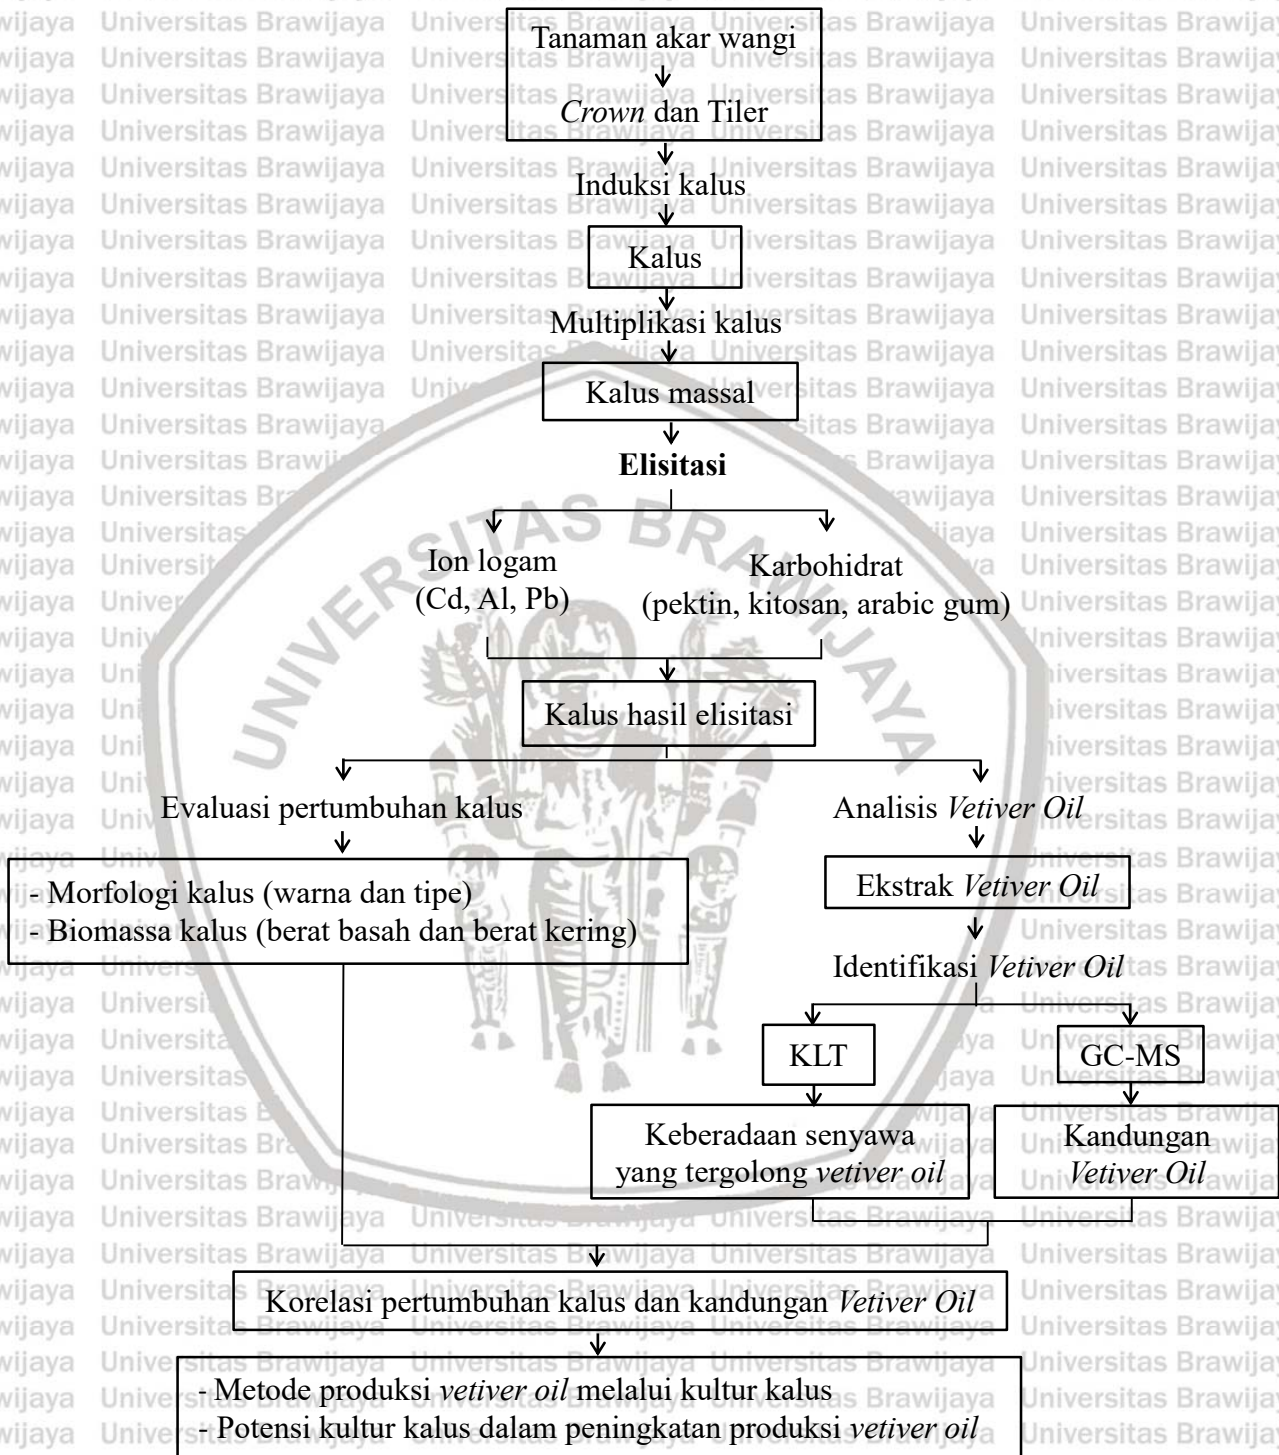 Tanaman akar wangi
Crown dan Tiler
Induksi kalus
Kalus
Multiplikasi kalus
Kalus massal
Elisitasi
Ion logam
(Cd, Al, Pb)
Karbohidrat
(pektin, kitosan, arabic gum)
Kalus hasil elisitasi
Evaluasi pertumbuhan kalus
- Morfologi kalus (warna dan tipe)
- Biomassa kalus (berat basah dan berat kering)
Analisis Vetiver Oil
Ekstrak Vetiver Oil
Identifikasi Vetiver Oil
KLT
GC-MS
Keberadaan senyawa
yang tergolong vetiver oil
Kandungan
Vetiver Oil
Korelasi pertumbuhan kalus dan kandungan Vetiver Oil
- Metode produksi vetiver oil melalui kultur kalus
- Potensi kultur kalus dalam peningkatan produksi vetiver oil
UNIVERSITAS BRAWIJAYA
Universitas Brawijaya